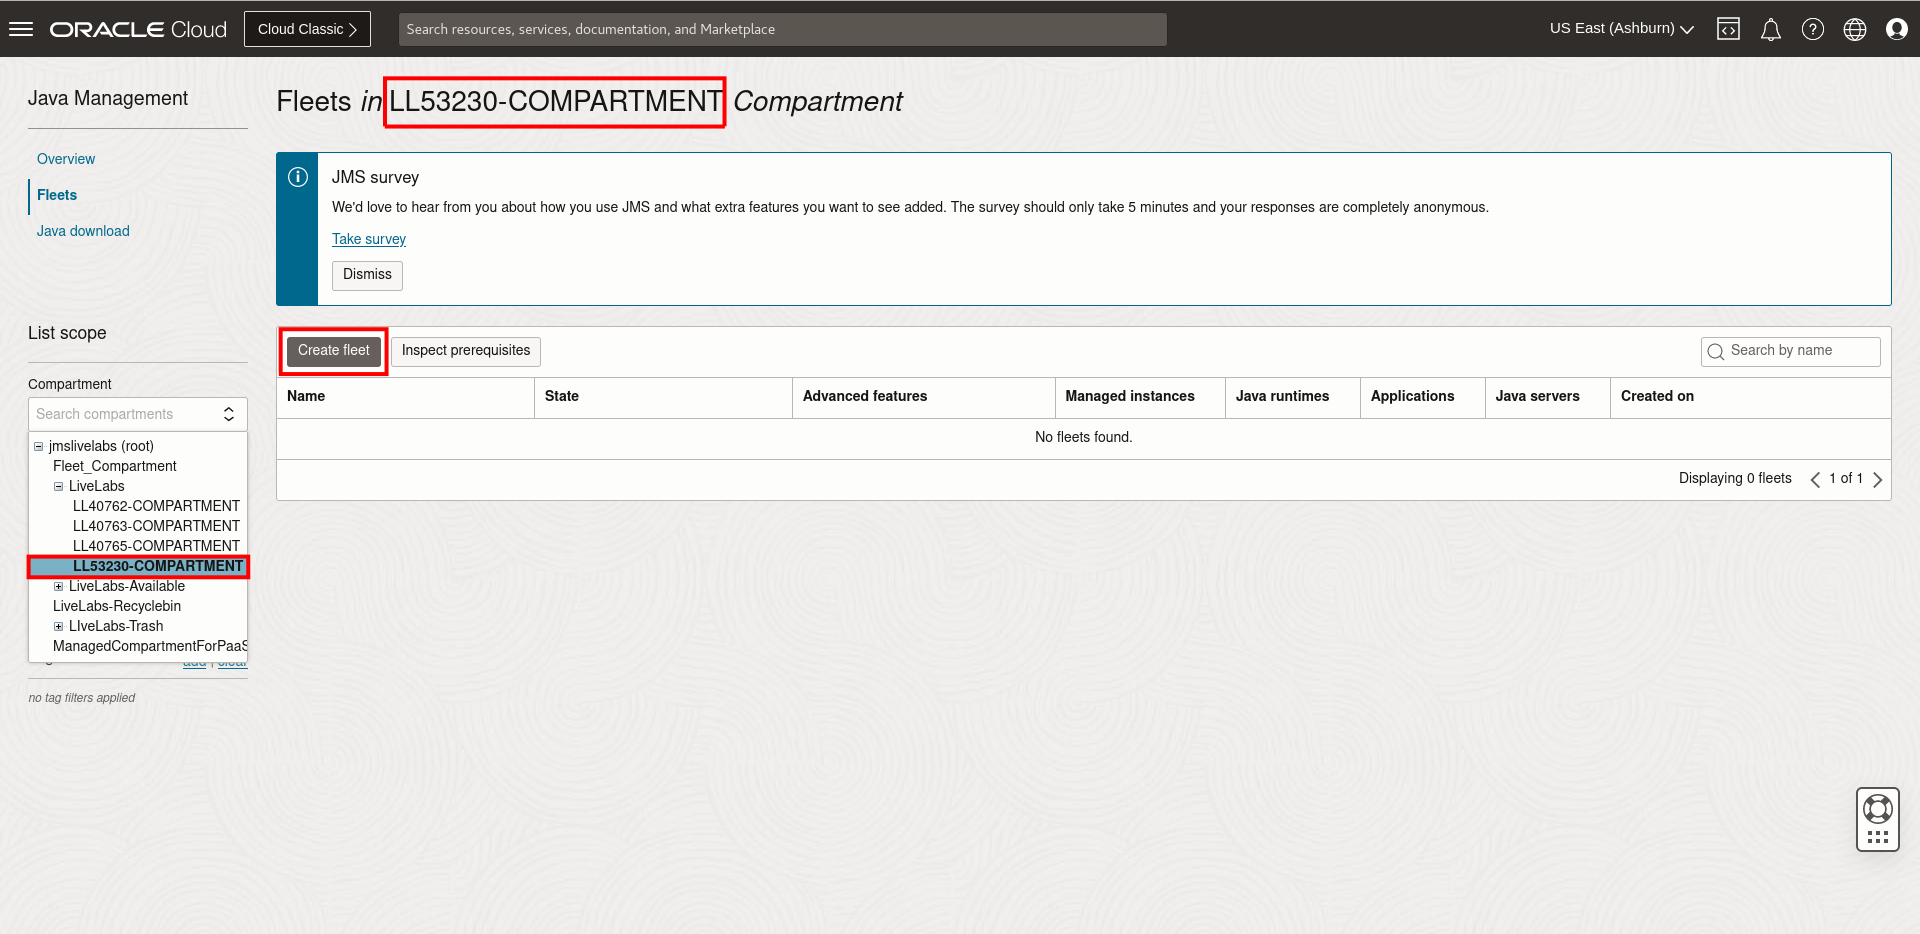 ORACLE Cloud
Cloud Classic
Search resources, services, documentation, and Marketplace
US East (Ashburn)
Java Management
Overview
Fleets
Java download
List scope
Compartment
Search compartments
jmslivelabs (root)
Fleet_Compartment
LiveLabs
LL40762-COMPARTMENT
LL40763-COMPARTMENT
LL40765-COMPARTMENT
LL53230-COMPARTMENT
LiveLabs-Available
LiveLabs-Recyclebin
LIveLabs-Trash
ManagedCompartmentForPaaS
add | clear
no tag filters applied
Fleets in LL53230-COMPARTMENT Compartment
JMS survey
We'd love to hear from you about how you use JMS and what extra features you want to see added. The survey should only take 5 minutes and your responses are completely anonymous.
Take survey
Dismiss
Create fleet Inspect prerequisites
Search by name
Name State Advanced features Managed instances Java runtimes Applications Java servers Created on
No fleets found.
Displaying 0 fleets 1 of 1